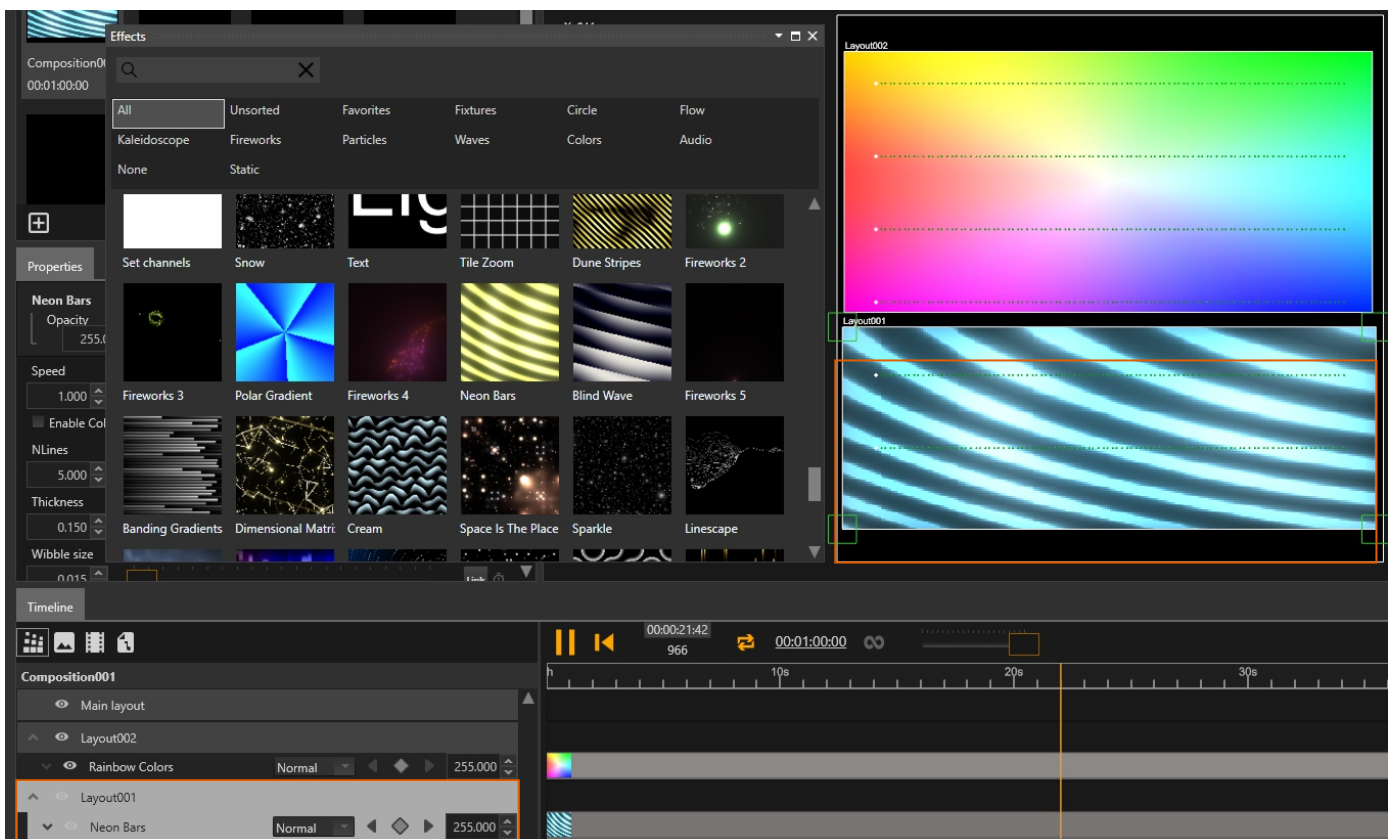 Effects
Composition0
00:01:00:00
All Unsorted Favorites Fixtures Circle Flow
Kaleidoscope Fireworks Particles Waves Colors Audio
None Static
Set channels Snow Text Tile Zoom Dune Stripes Fireworks 2
Fireworks 3 Polar Gradient Fireworks 4 Neon Bars Blind Wave Fireworks 5
Banding Gradients Dimensional Matri: Cream Space Is The Place Sparkle Linescape
Properties
Neon Bars
Opacity
255.0
Speed
1.000
Enable Col
NLines
5.000
Thickness
0.150
Wibble size
0.015
Link
Layout002
Layout001
Timeline
00:00:21:42
966
00:01:00:00
Composition001
10s 20s 30s
Main layout
Layout002
Rainbow Colors Normal 255.000
Layout001
Neon Bars Normal 255.000